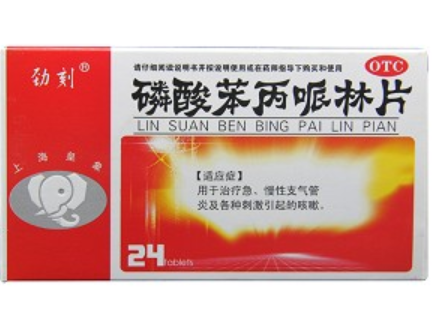 劲刻®
请仔细阅读说明书并按说明使用或在药师指导下购买和使用
OTC
磷酸苯丙哌林片
LIN SUAN BEN BING PAI LIN PIAN
上海皇象
【适应症】
用于治疗急、慢性支气管
炎及各种刺激引起的咳嗽。
24
tablets